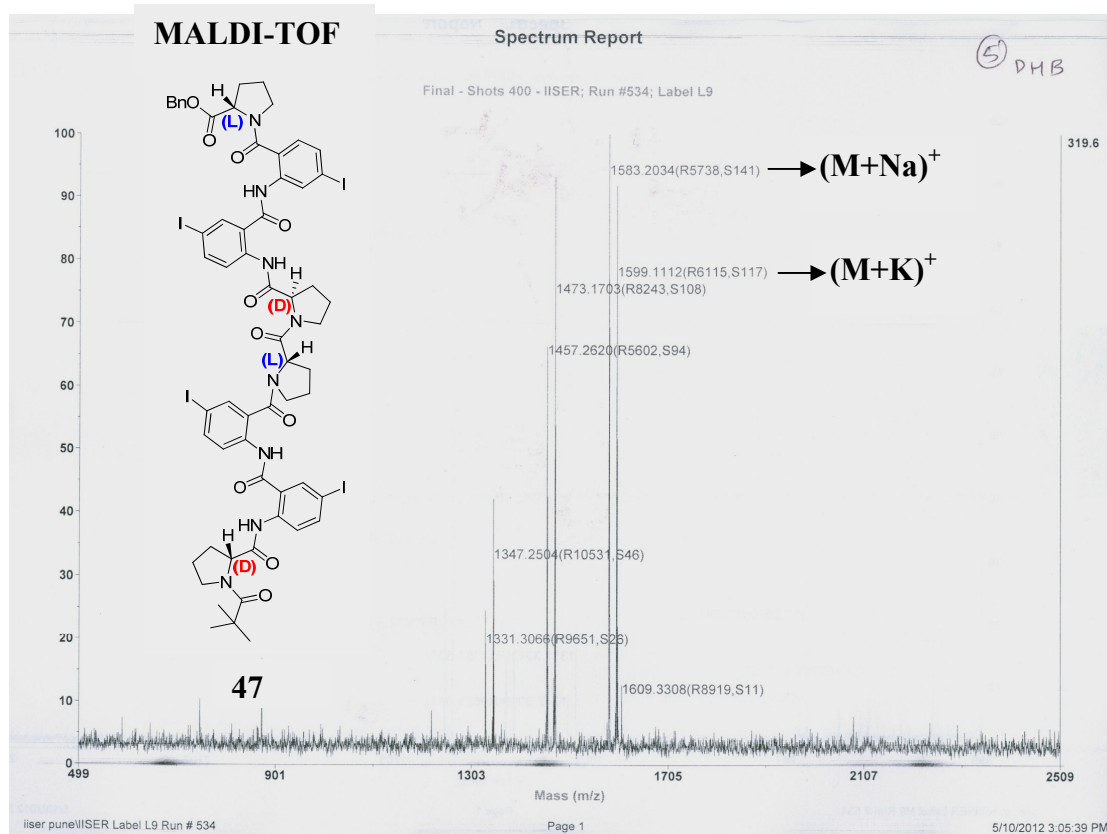 MALDI-TOF
Spectrum Report
5 DHB
Final - Shots 400 - IISER; Run #534; Label L9
BnO
H
(L)
O
N
O
I
NH
O
I
NH
H
O
(D)
N
O
H
(L)
N
I
O
NH
O
I
HN
H
O
(D)
N
O
47
319.6
1583.2034(R5738,S141)
(M+Na)+
1599.1112(R6115,S117)
(M+K)+
1473.1703(R8243,S108)
1457.2620(R5602,S94)
1347.2504(R10531,S46)
1331.3066(R9651,S26)
1609.3308(R8919,S11)
100
90
80
70
60
50
40
30
20
10
0
499 901 1303 1705 2107 2509
Mass (m/z)
iiser pune\IISER Label L9 Run # 534 Page 1 5/10/2012 3:05:39 PM